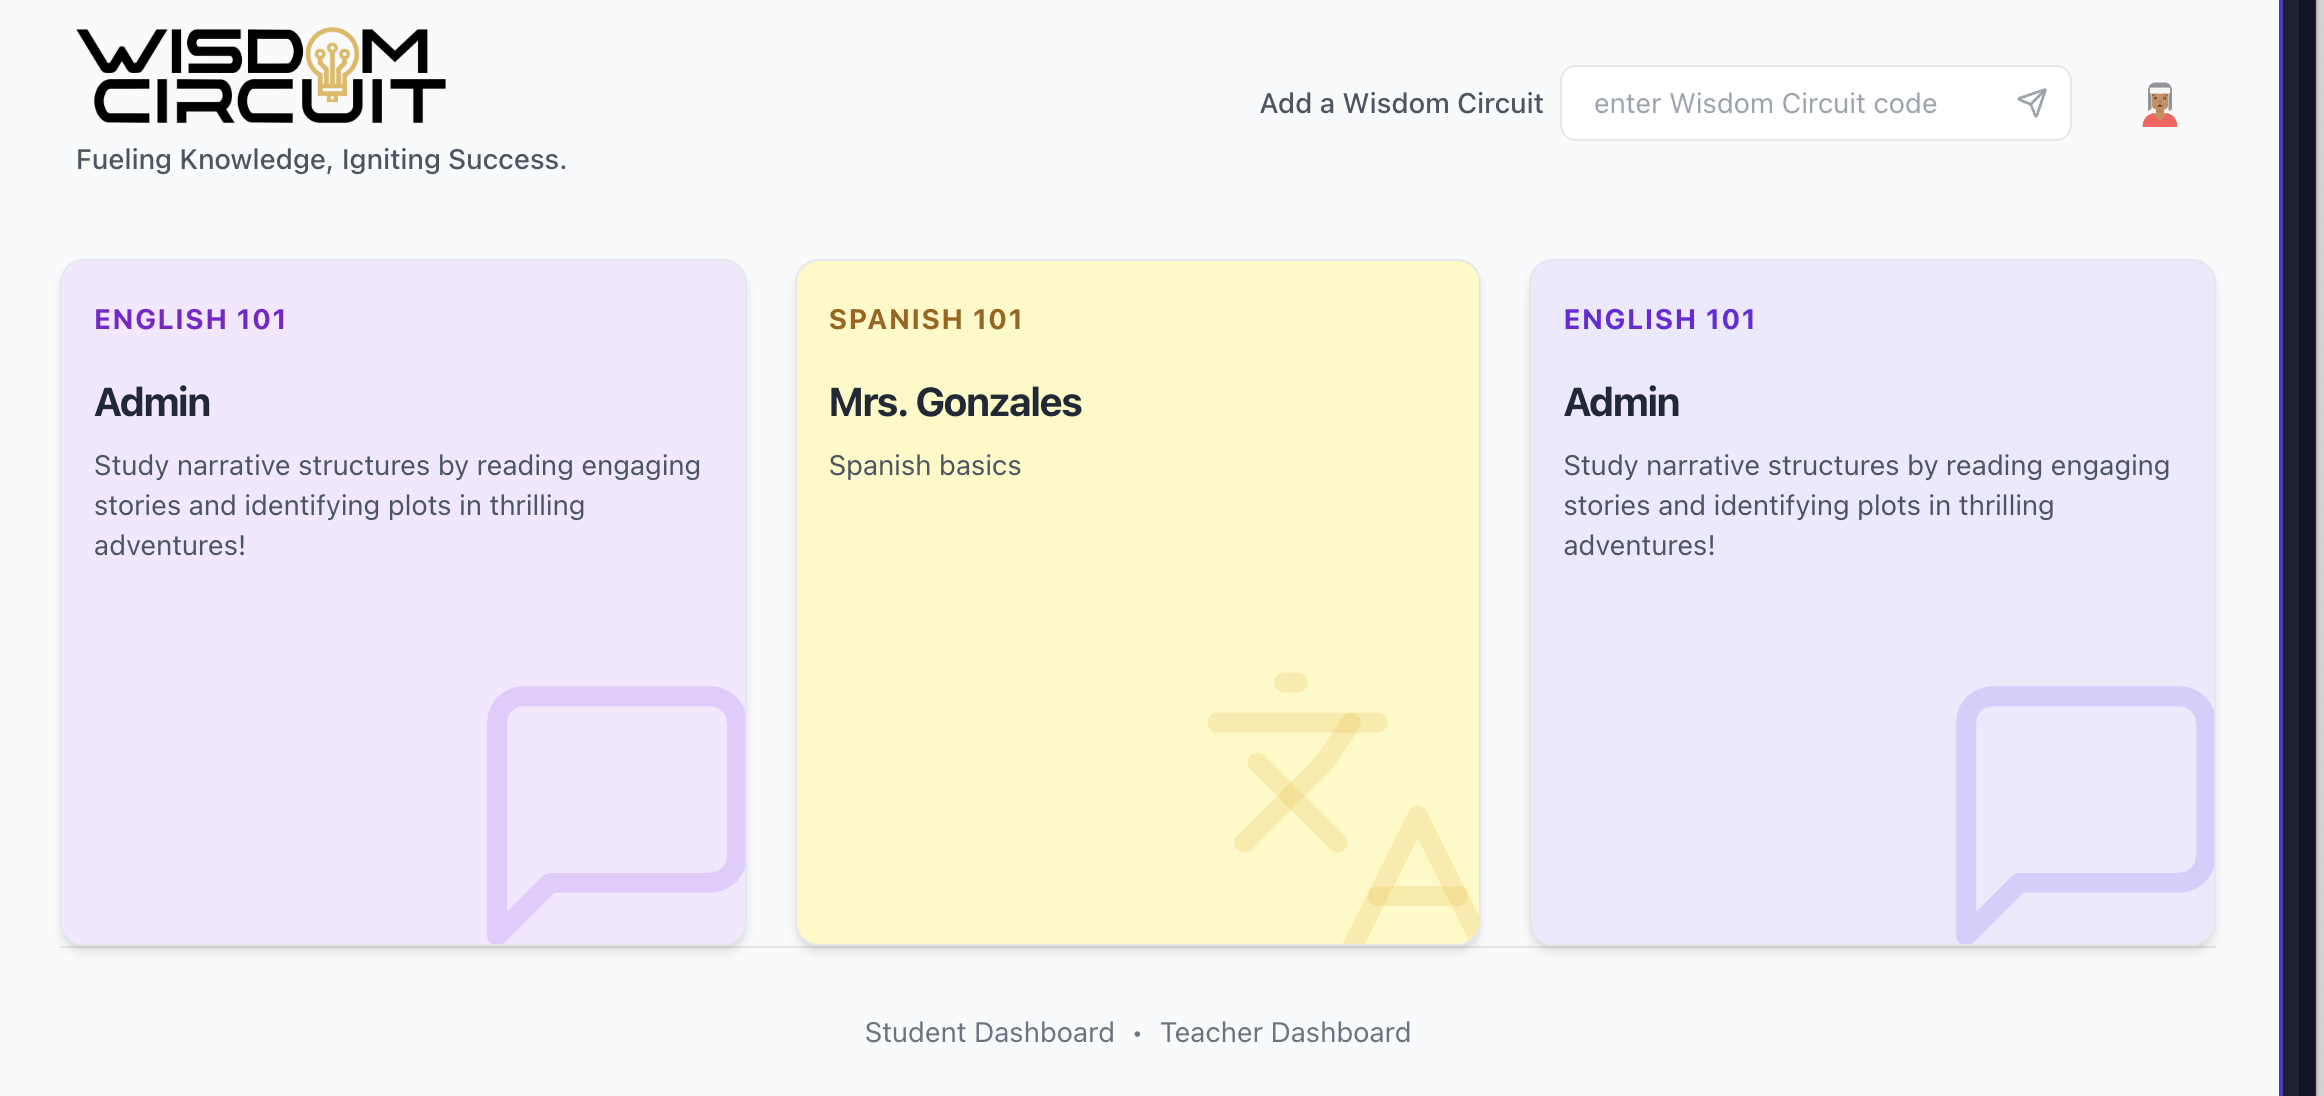 WISDOM
CIRCUIT
Fueling Knowledge, Igniting Success.
Add a Wisdom Circuit
enter Wisdom Circuit code
ENGLISH 101
Admin
Study narrative structures by reading engaging
stories and identifying plots in thrilling
adventures!
SPANISH 101
Mrs. Gonzales
Spanish basics
ENGLISH 101
Admin
Study narrative structures by reading engaging
stories and identifying plots in thrilling
adventures!
Student Dashboard • Teacher Dashboard